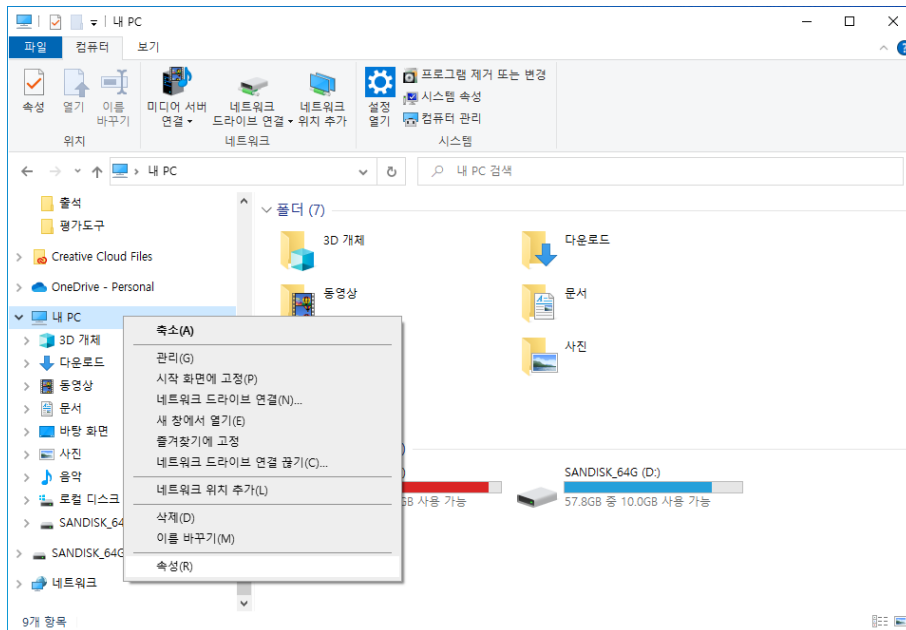 내 PC
파일 컴퓨터 보기
속성 열기 이름 바꾸기
위치
미디어 서버 연결 네트워크 드라이브 연결 네트워크 위치 추가
네트워크
설정 열기
프로그램 제거 또는 변경
시스템 속성
컴퓨터 관리
시스템
내 PC
내 PC 검색
출석
평가도구
Creative Cloud Files
OneDrive - Personal
내 PC
3D 개체
다운로드
동영상
문서
바탕 화면
사진
음악
로컬 디스크
SANDISK_64
SANDISK_64G
네트워크
축소(A)
관리(G)
시작 화면에 고정(P)
네트워크 드라이브 연결(N)...
새 창에서 열기(E)
즐겨찾기에 고정
네트워크 드라이브 연결 끊기(C)...
네트워크 위치 추가(L)
삭제(D)
이름 바꾸기(M)
속성(R)
폴더 (7)
3D 개체
다운로드
동영상
문서
사진
GB 사용 가능
SANDISK_64G (D:)
57.8GB 중 10.0GB 사용 가능
9개 항목